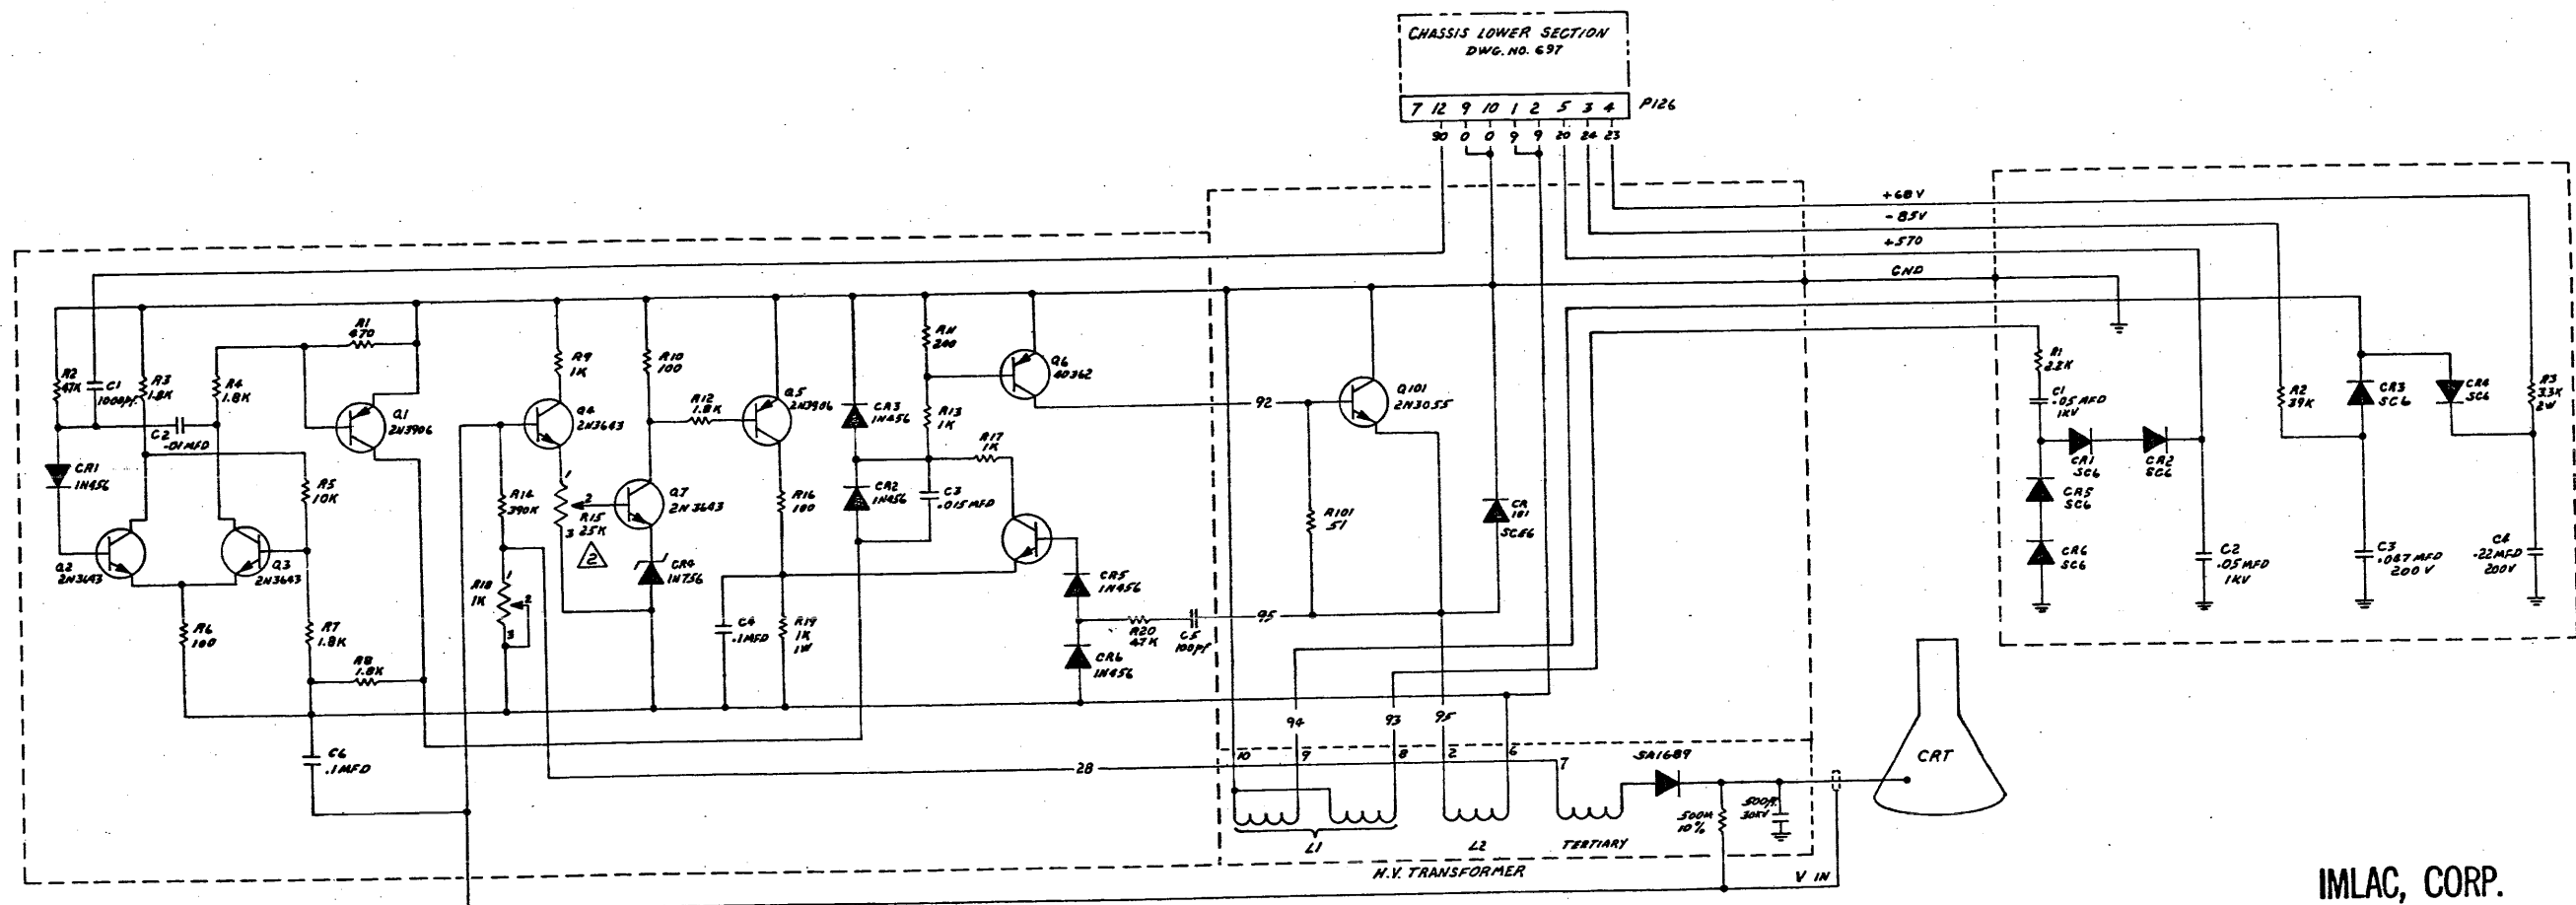 CHASSIS LOWER SECTION
DWG. NO. 697
7 12 9 10 1 2 5 3 4
P126
90 0 0 9 9 20 24 23
+68V
-85V
+570
GND
R1
470
R2
47K
C1
1000pf.
R3
1.8K
R4
1.8K
C2
.01MFD
Q1
2N3906
CR1
1N456
R5
10K
Q2
2N3643
Q3
2N3643
R6
100
R7
1.8K
R8
1.8K
C6
.1MFD
R9
1K
Q4
2N3643
R14
390K
R18
1K
1
2
3
1
2
3
R15
25K
2
R10
100
R12
1.8K
Q7
2N3643
CR4
1N756
Q5
2N3906
R16
100
C4
.1MFD
R19
1K
1W
CR3
1N456
CR2
1N456
R11
200
R13
1K
R17
1K
C3
.015MFD
Q6
40362
CR5
1N456
CR6
1N456
R20
47K
C5
100pf
92
95
R101
51
Q101
2N3055
CR
101
SCE6
94
93
95
10
9
8
2
6
28
7
L1
L2
TERTIARY
SA1689
500M
10%
500pf.
30KV
H.V. TRANSFORMER
V IN
CRT
R1
2.2K
C1
.05MFD
1KV
CR1
SC6
CR2
SC6
CR5
SC6
CR6
SC6
C2
.05MFD
1KV
R2
39K
CR3
SC6
CR4
SC6
R3
3.3K
2W
C3
.047MFD
200V
C4
.22MFD
200V
IMLAC, CORP.